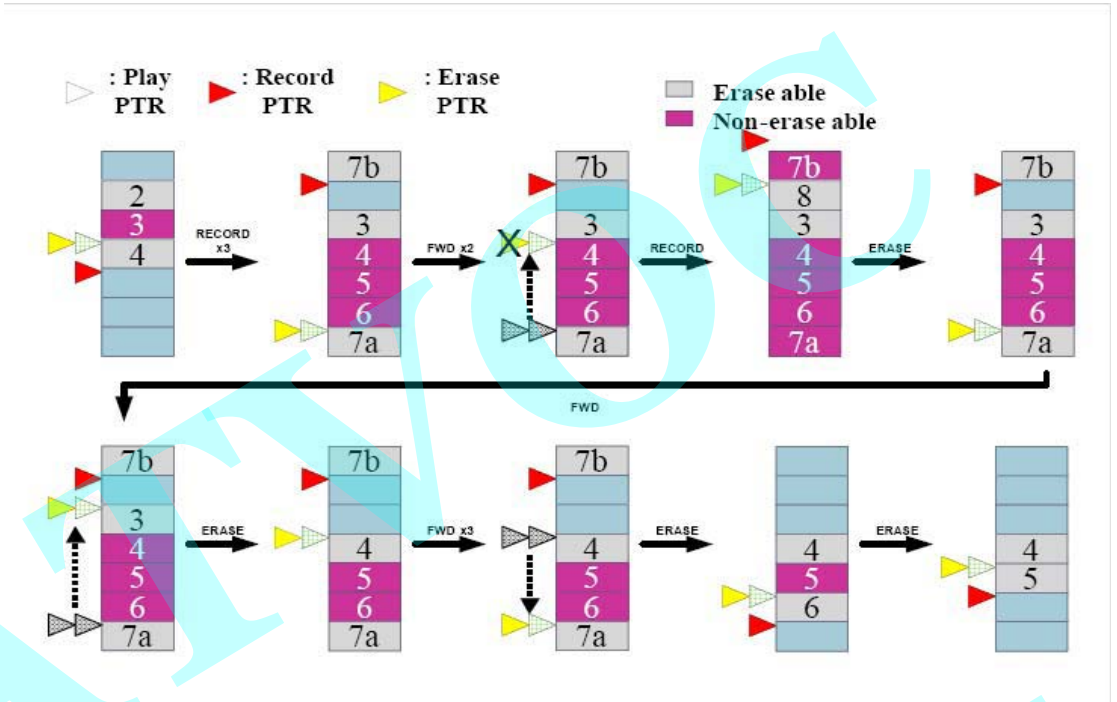 : Play
PTR
: Record
PTR
: Erase
PTR
Erase able
Non-erase able
2
3
4
RECORD
x3
7b
3
4
5
6
7a
FWD x2
X
7b
3
4
5
6
7a
RECORD
7b
8
3
4
5
6
7a
ERASE
7b
3
4
5
6
7a
FWD
7b
3
4
5
6
7a
ERASE
7b
4
5
6
7a
FWD x3
7b
4
5
6
7a
ERASE
4
5
6
ERASE
4
5